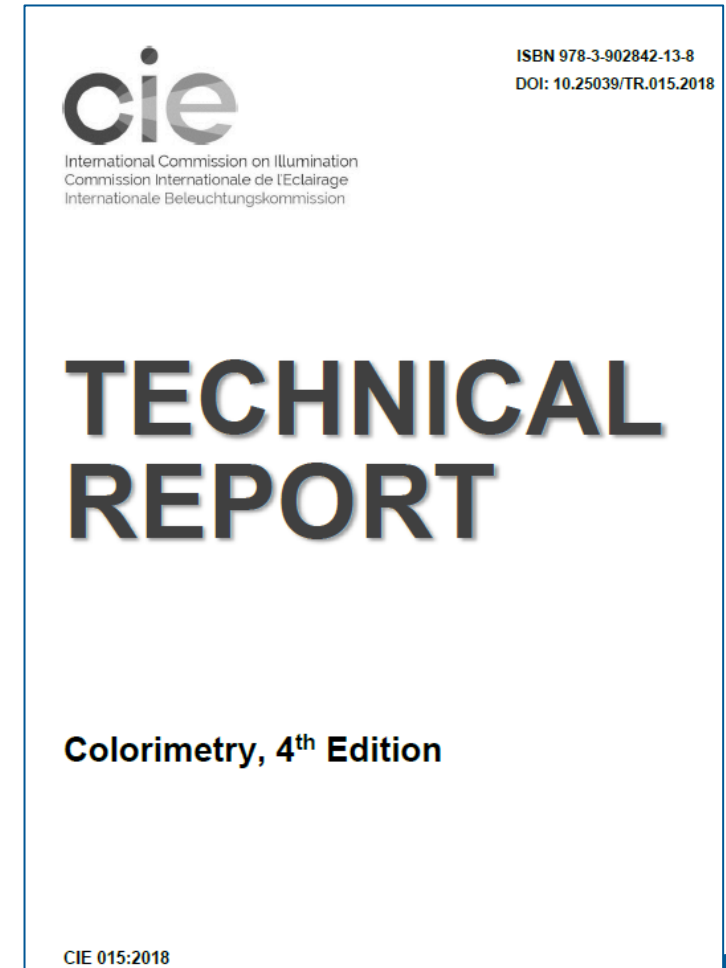 ISBN 978-3-902842-13-8
DOI: 10.25039/TR.015.2018
cie
International Commission on Illumination
Commission Internationale de l'Eclairage
Internationale Beleuchtungskommission
TECHNICAL
REPORT
Colorimetry, 4th Edition
CIE 015:2018